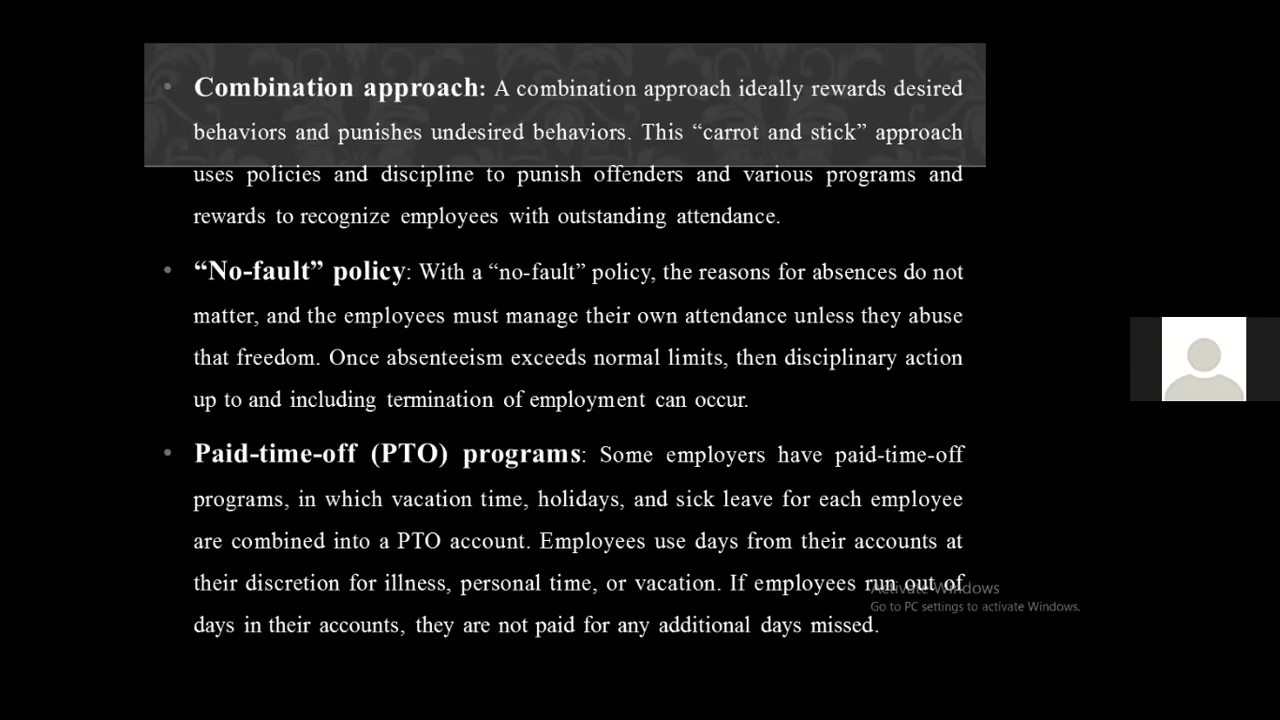 • Combination approach: A combination approach ideally rewards desired
behaviors and punishes undesired behaviors. This “carrot and stick” approach
uses policies and discipline to punish offenders and various programs and
rewards to recognize employees with outstanding attendance.
• “No-fault” policy: With a “no-fault” policy, the reasons for absences do not
matter, and the employees must manage their own attendance unless they abuse
that freedom. Once absenteeism exceeds normal limits, then disciplinary action
up to and including termination of employment can occur.
• Paid-time-off (PTO) programs: Some employers have paid-time-off
programs, in which vacation time, holidays, and sick leave for each employee
are combined into a PTO account. Employees use days from their accounts at
their discretion for illness, personal time, or vacation. If employees run out of
days in their accounts, they are not paid for any additional days missed.
Activate Windows
Go to PC settings to activate Windows.